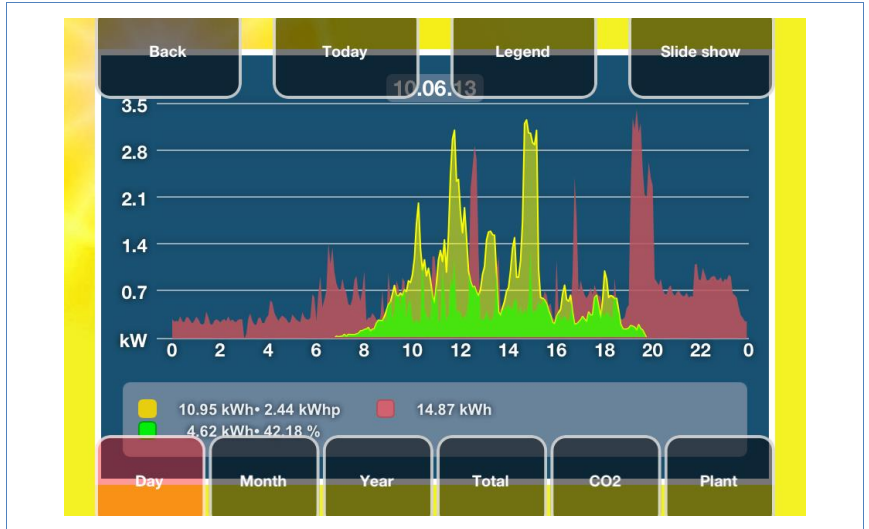 Back Today Legend Slide show
10.06.13
3.5
2.8
2.1
1.4
0.7
kW
0 2 4 6 8 10 12 14 16 18 20 22 0
10.95 kWh• 2.44 kWhp 14.87 kWh
4.62 kWh• 42.18 %
Day Month Year Total CO2 Plant